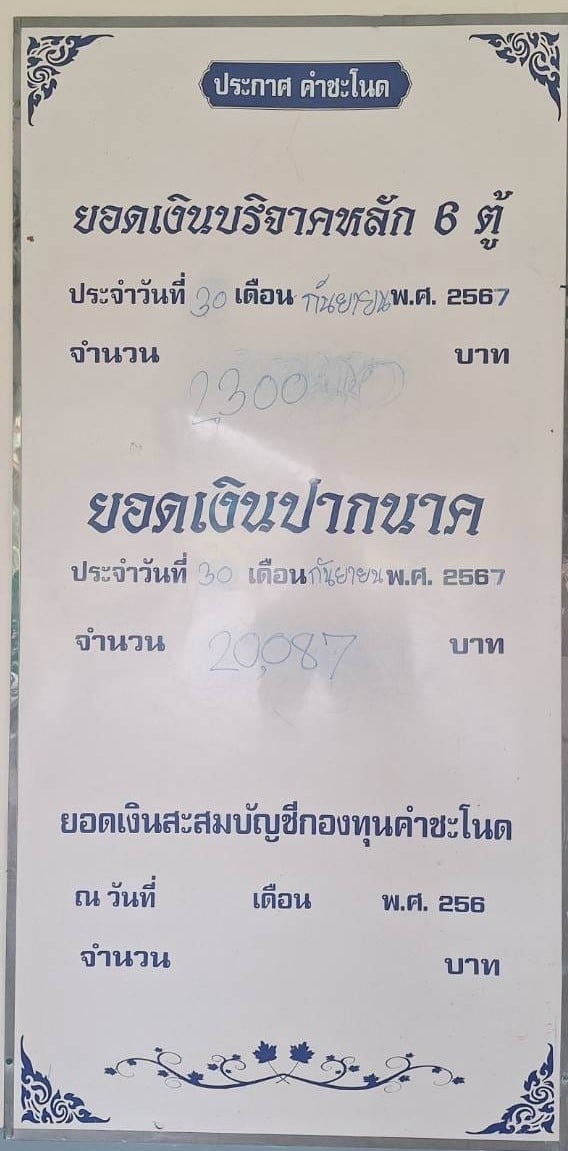 ประกาศ คำชะโนด
ยอดเงินบริจาคหลัก 6 ตู้
ประจำวันที่ 30 เดือน กันยายน พ.ศ. 2567
จำนวน 2,300 บาท
ยอดเงินปากนาค
ประจำวันที่ 30 เดือน กันยายน พ.ศ. 2567
จำนวน 20,087 บาท
ยอดเงินสะสมบัญชีกองทุนคำชะโนด
ณ วันที่ เดือน พ.ศ. 256
จำนวน บาท